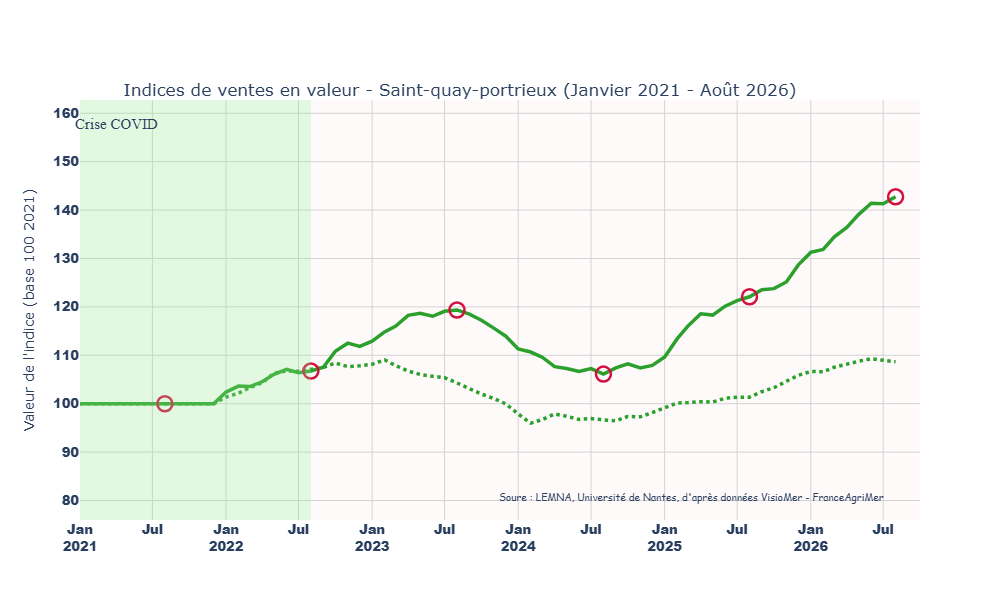 Indices de ventes en valeur - Saint-quay-portrieux (Janvier 2021 - Août 2026)
Crise COVID
Valeur de l'indice (base 100 2021)
160
150
140
130
120
110
100
90
80
Soure : LEMNA, Université de Nantes, d'après données VisioMer - FranceAgriMer
Jan Jul Jan Jul Jan Jul Jan Jul Jan Jul Jan Jul
2021 2022 2023 2024 2025 2026